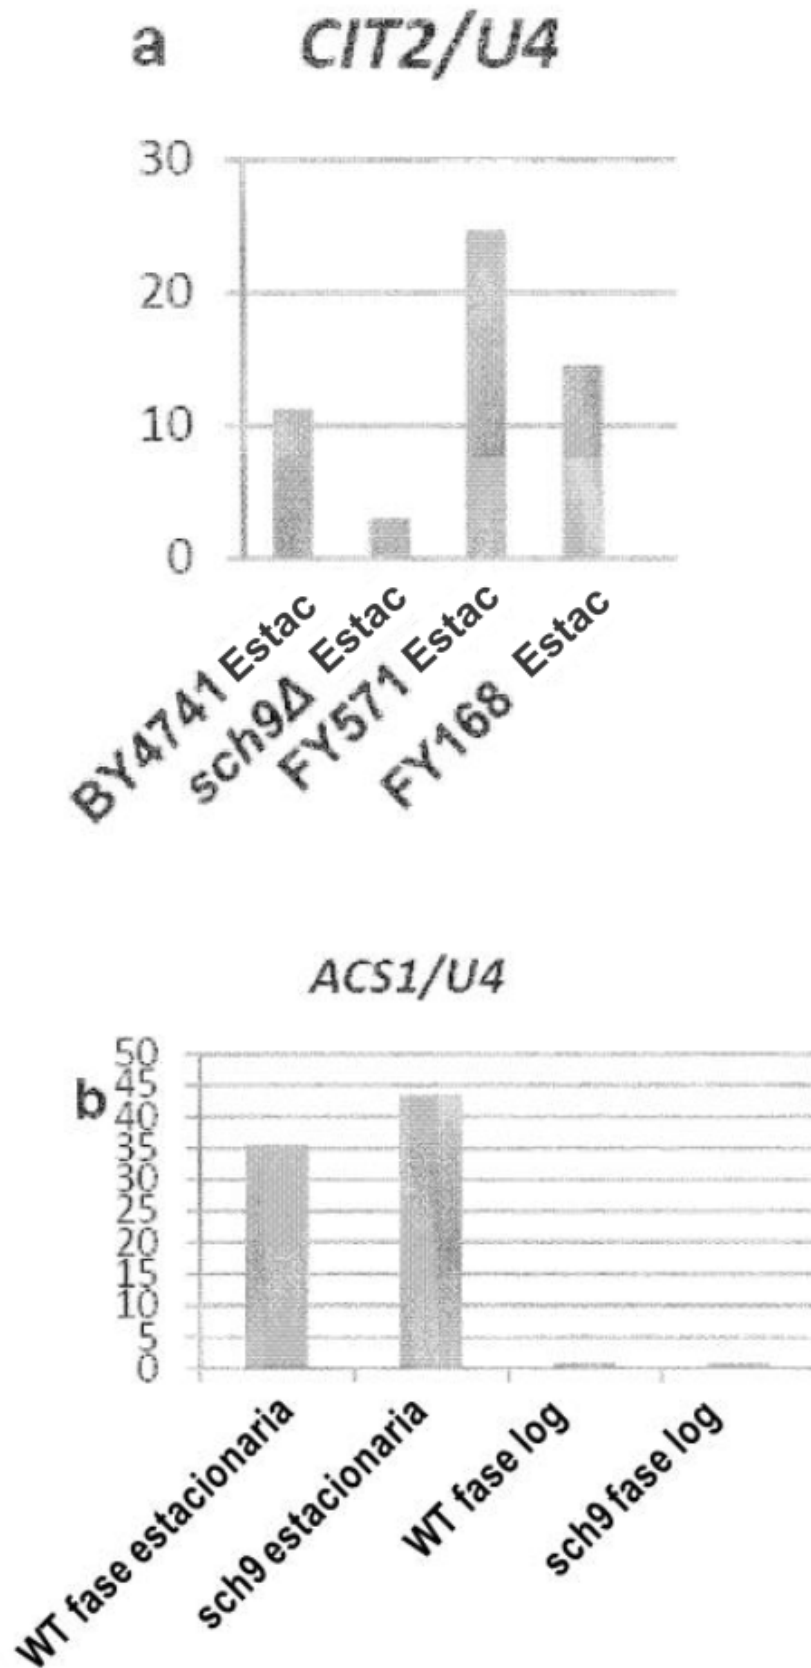 a
CIT2/U4
30
20
10
0
BY4741 Estac
sch9Δ Estac
FY571 Estac
FY168 Estac
ACS1/U4
b
50
45
40
35
30
25
20
15
10
5
0
WT fase estacionaria
sch9 estacionaria
WT fase log
sch9 fase log